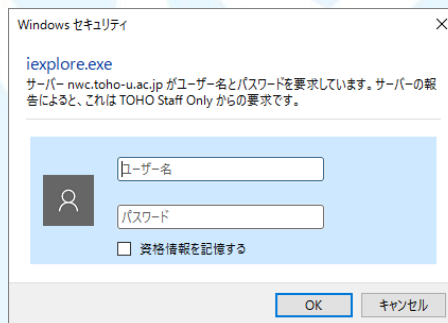 Windows セキュリティ
iexplore.exe
サーバー nwc.toho-u.ac.jp がユーザー名とパスワードを要求しています。サーバーの報
告によると、これは TOHO Staff Only からの要求です。
ユーザー名
パスワード
資格情報を記憶する
OK キャンセル